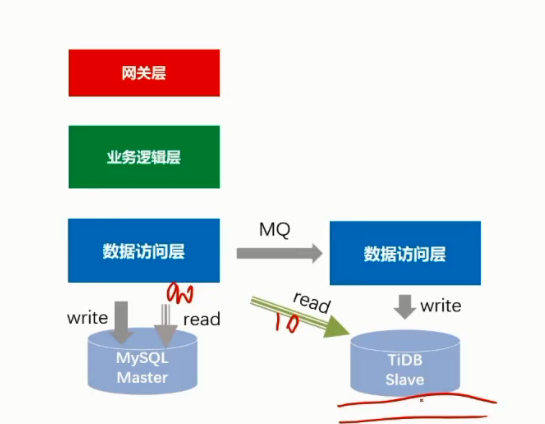 网关层
业务逻辑层
数据访问层
MQ
数据访问层
write
90
read
read
10
write
MySQL
Master
TiDB
Slave